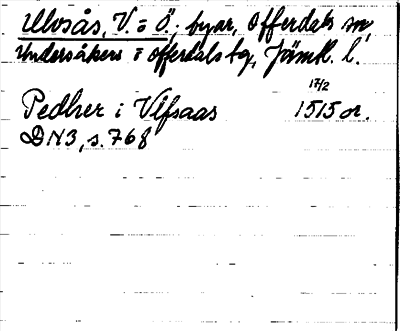 Ulvsås, V. o Ö., byar, Offerdals sn,
Undersåkers o Offerdals tg, Jämtl. l.
17/2
Pedher i Vlfsaas 1515 or.
DN3, s. 768